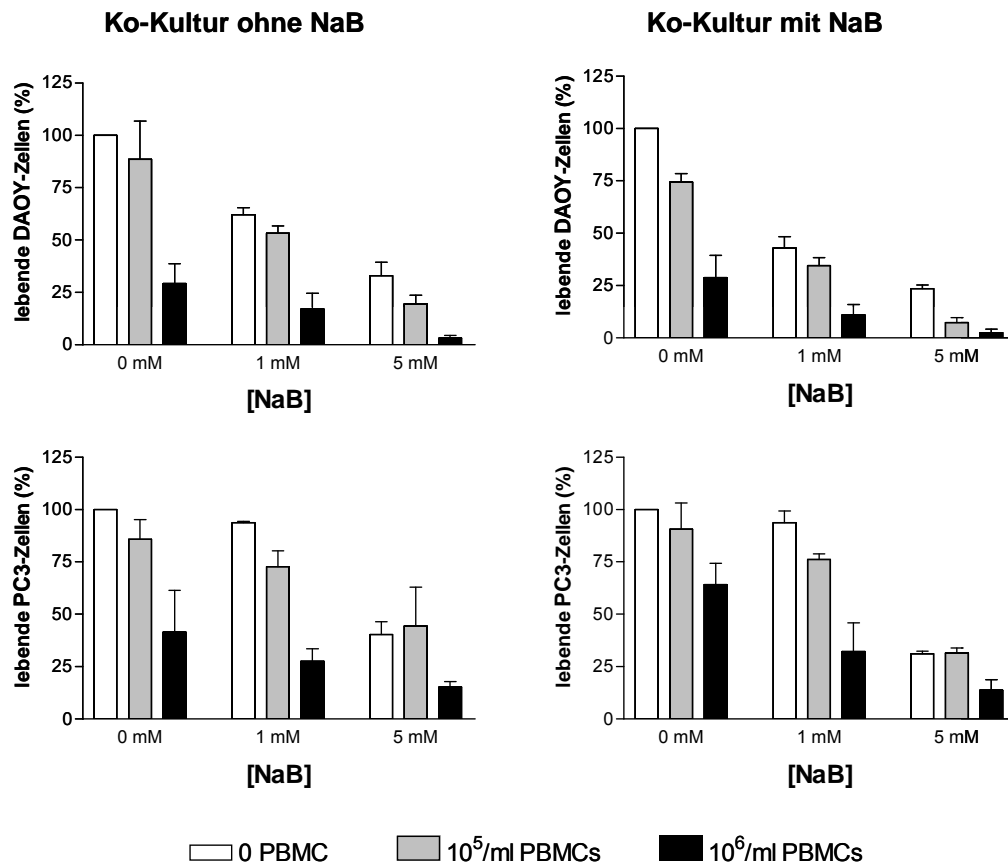 Ko-Kultur ohne NaB
Ko-Kultur mit NaB
lebende DAOY-Zellen (%)
125
100
75
50
25
0
0 mM 1 mM 5 mM
[NaB]
lebende DAOY-Zellen (%)
125
100
75
50
25
0
0 mM 1 mM 5 mM
[NaB]
lebende PC3-Zellen (%)
125
100
75
50
25
0
0 mM 1 mM 5 mM
[NaB]
lebende PC3-Zellen (%)
125
100
75
50
25
0
0 mM 1 mM 5 mM
[NaB]
0 PBMC 10⁵/ml PBMCs 10⁶/ml PBMCs